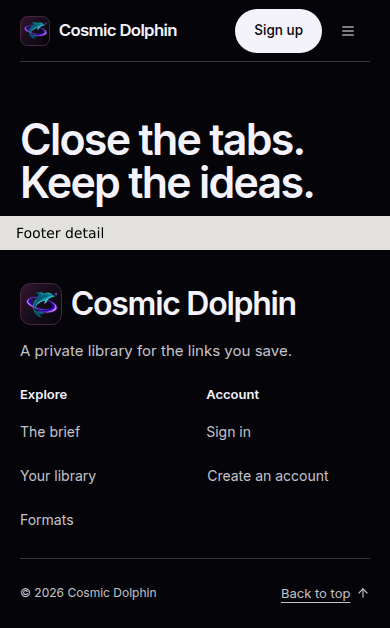 Cosmic Dolphin
Sign up
Close the tabs.
Keep the ideas.
Footer detail
Cosmic Dolphin
A private library for the links you save.
Explore
The brief
Your library
Formats
Account
Sign in
Create an account
© 2026 Cosmic Dolphin
Back to top ↑